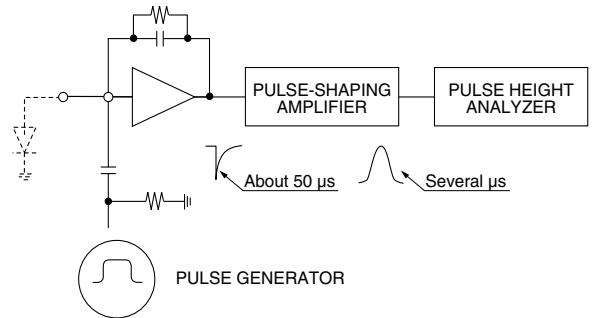 PULSE-SHAPING
AMPLIFIER
PULSE HEIGHT
ANALYZER
About 50 μs
Several μs
PULSE GENERATOR